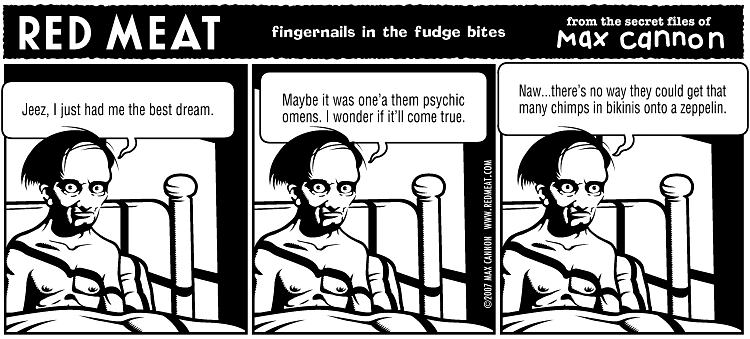 RED MEAT
fingernails in the fudge bites
from the secret files of
Max cannon
Jeez, I just had me the best dream.
Maybe it was one'a them psychic
omens. I wonder if it'll come true.
©2007 MAX CANNON WWW.REDMEAT.COM
Naw...there's no way they could get that
many chimps in bikinis onto a zeppelin.